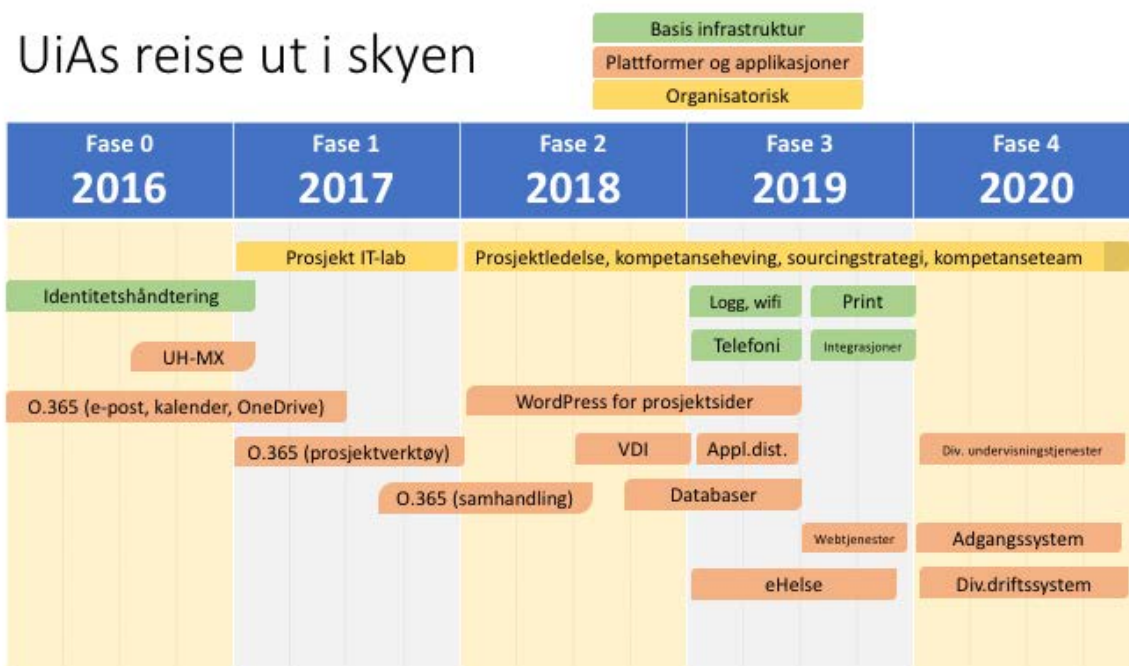 UiAs reise ut i skyen
Basis infrastruktur
Plattformer og applikasjoner
Organisatorisk
Fase 0
2016
Fase 1
2017
Fase 2
2018
Fase 3
2019
Fase 4
2020
Prosjekt IT-lab
Prosjektledelse, kompetanseheving, sourcingstrategi, kompetanseteam
Identitetshåndtering
Logg, wifi
Print
UH-MX
Telefoni
Integrasjoner
O.365 (e-post, kalender, OneDrive)
WordPress for prosjektsider
O.365 (prosjektverktøy)
VDI
Appl.dist.
Div. undervisningstjenester
O.365 (samhandling)
Databaser
Webtjenester
Adgangssystem
eHelse
Div.driftssystem